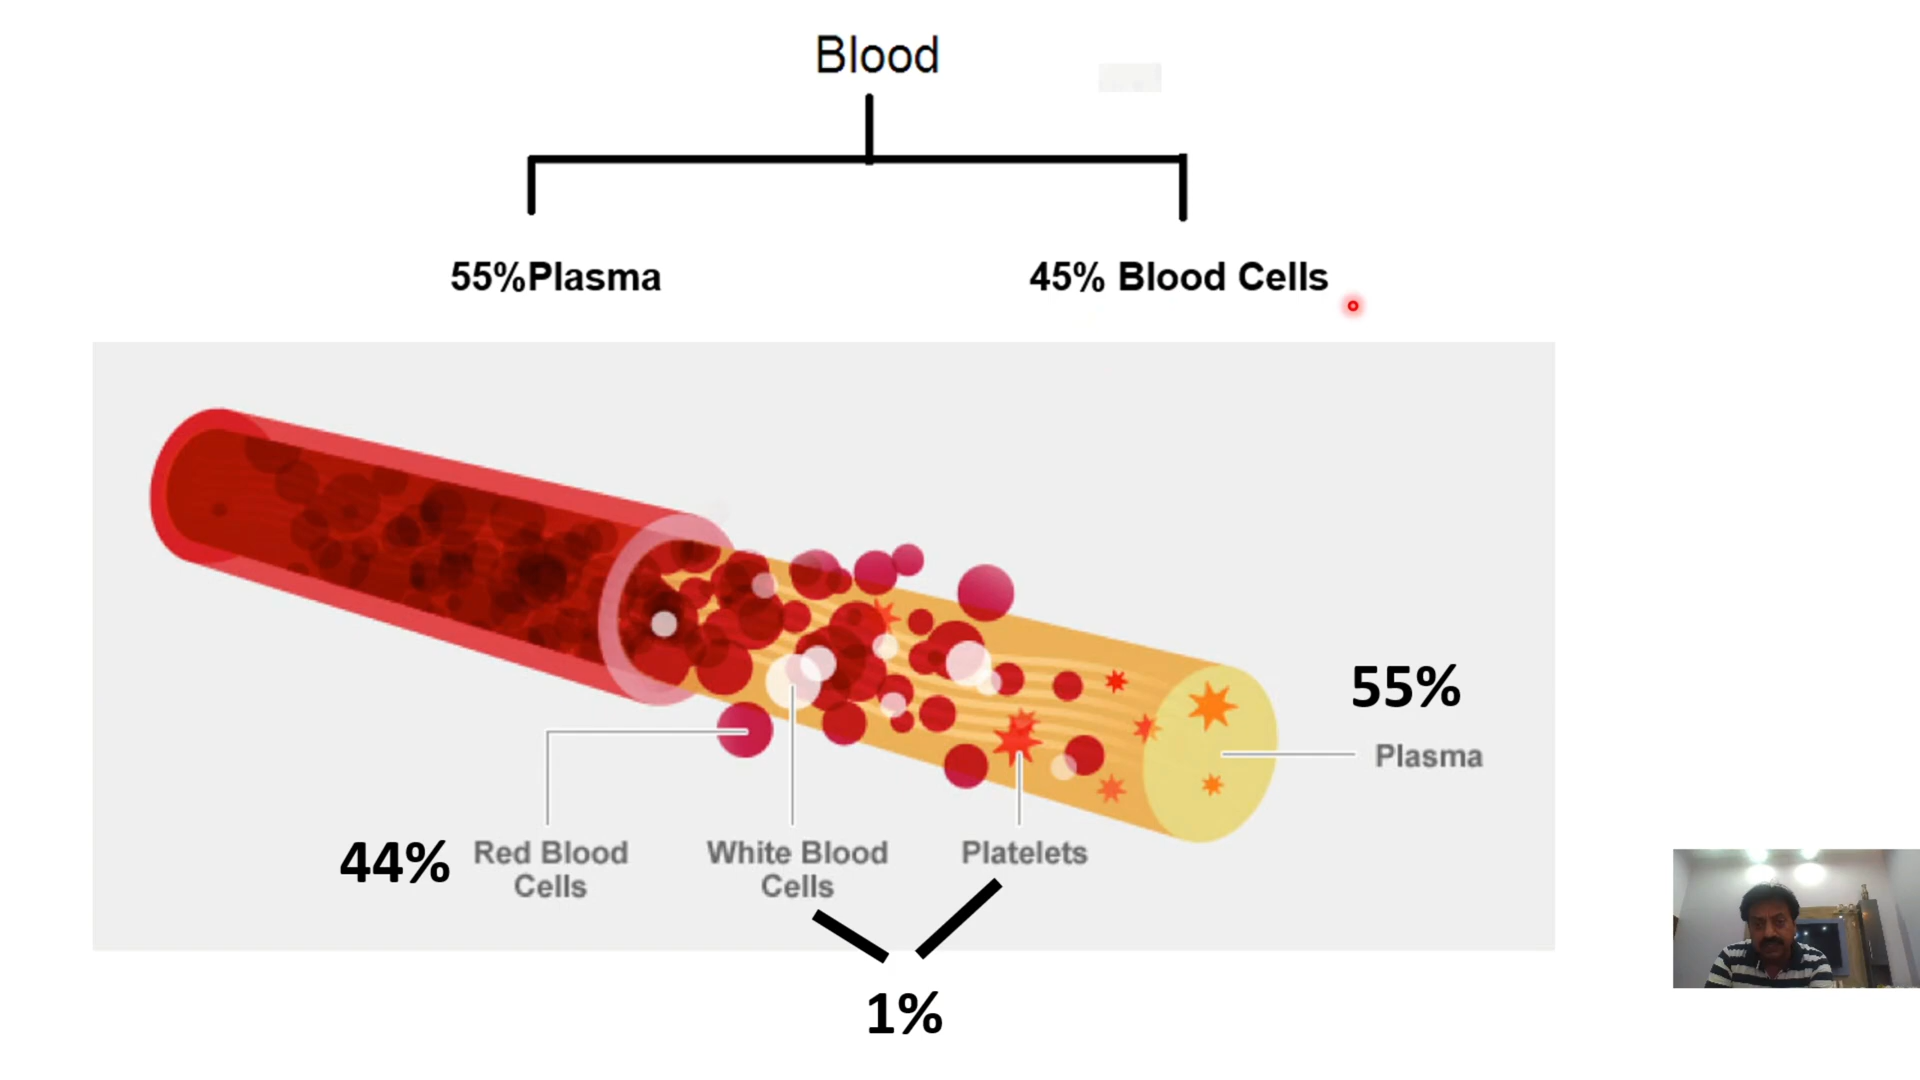 Blood
55%Plasma
45% Blood Cells
55%
Plasma
44%
Red Blood
Cells
White Blood
Cells
Platelets
1%